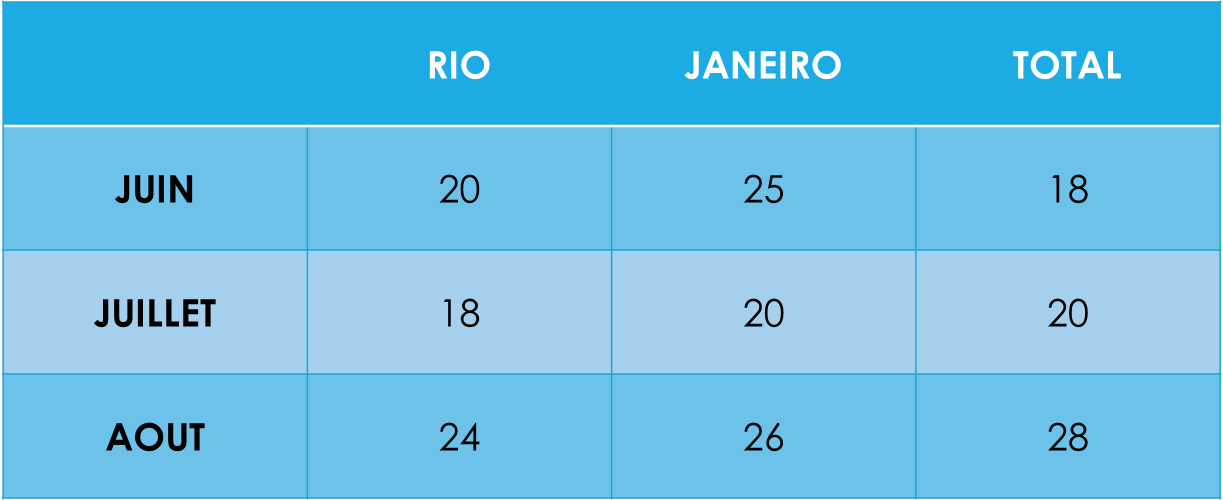 RIO JANEIRO TOTAL
JUIN 20 25 18
JUILLET 18 20 20
AOUT 24 26 28